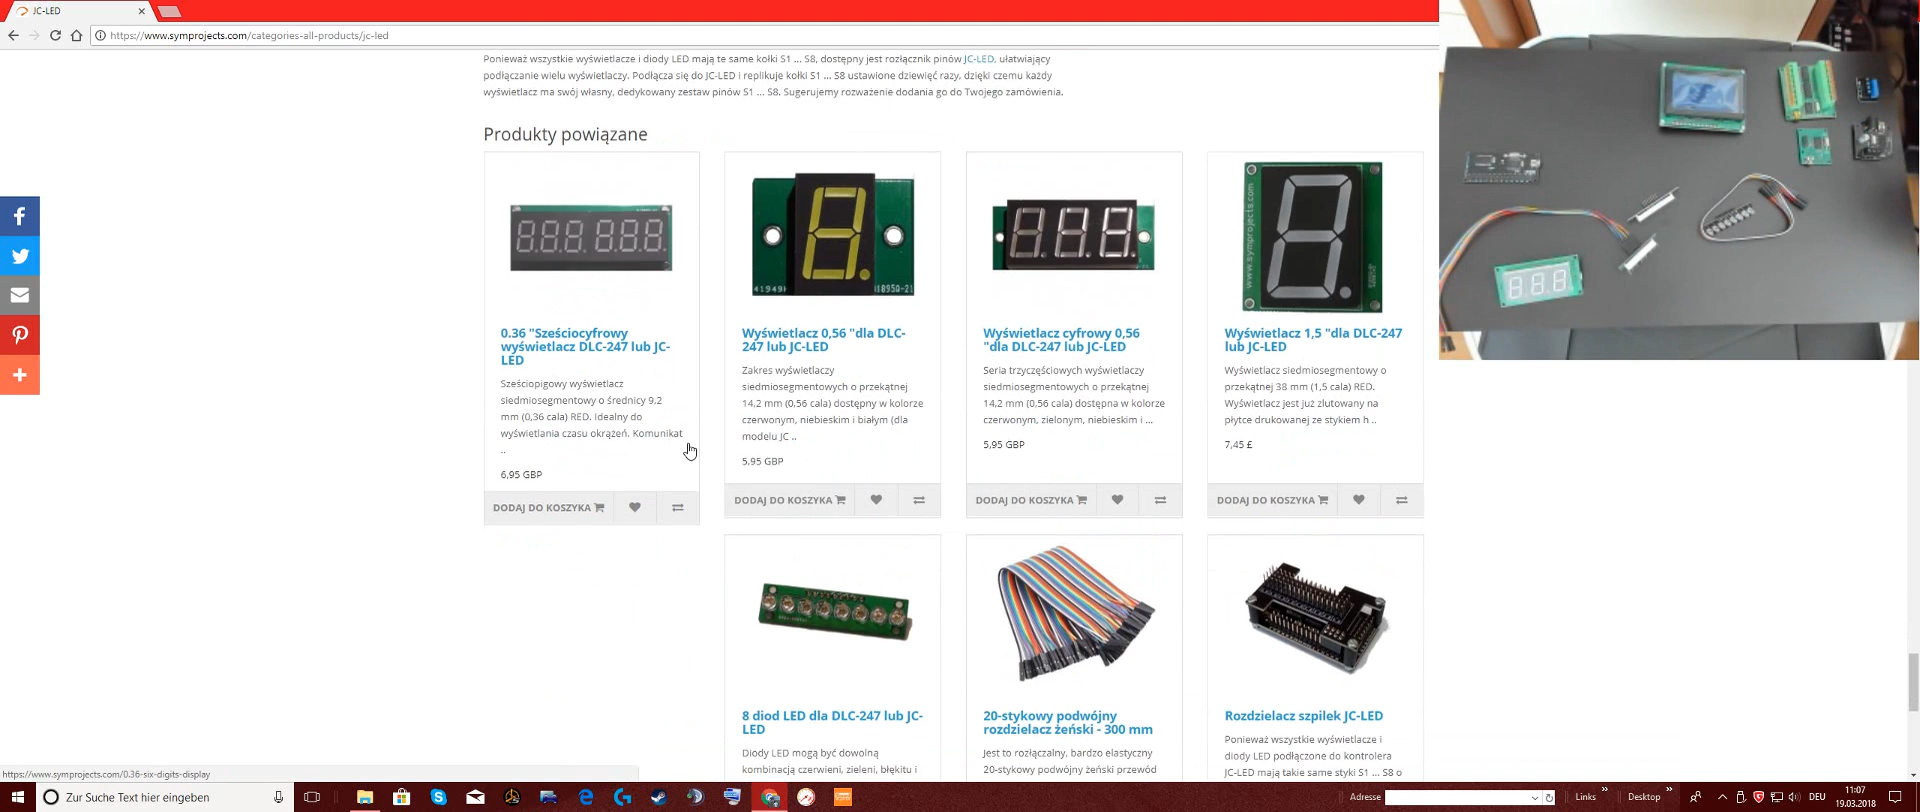 JC-LED
https://www.symprojects.com/categories-all-products/jc-led
Ponieważ wszystkie wyświetlacze i diody LED mają te same kołki S1 ... S8, dostępny jest rozłącznik pinów JC-LED, ułatwiający
podłączanie wielu wyświetlaczy. Podłącza się do JC-LED i replikuje kołki S1 ... S8 ustawione dziewięć razy, dzięki czemu każdy
wyświetlacz ma swój własny, dedykowany zestaw pinów S1 ... S8. Sugerujemy rozważenie dodania go do Twojego zamówienia.
Produkty powiązane
41949H
818950-21
www.symprojects.com
0.36 "Sześciocyfrowy
wyświetlacz DLC-247 lub JC-
LED
Sześciopigowy wyświetlacz
siedmiosegmentowy o średnicy 9,2
mm (0,36 cala) RED. Idealny do
wyświetlania czasu okrążeń. Komunikat
..
6,95 GBP
DODAJ DO KOSZYKA
Wyświetlacz 0,56 "dla DLC-
247 lub JC-LED
Zakres wyświetlaczy
siedmiosegmentowych o przekątnej
14,2 mm (0,56 cala) dostępny w kolorze
czerwonym, niebieskim i białym (dla
modelu JC ..
5,95 GBP
DODAJ DO KOSZYKA
Wyświetlacz cyfrowy 0,56
"dla DLC-247 lub JC-LED
Seria trzyczęściowych wyświetlaczy
siedmiosegmentowych o przekątnej
14,2 mm (0,56 cala) dostępna w kolorze
czerwonym, zielonym, niebieskim i ...
5,95 GBP
DODAJ DO KOSZYKA
Wyświetlacz 1,5 "dla DLC-247
lub JC-LED
Wyświetlacz siedmiosegmentowy o
przekątnej 38 mm (1,5 cala) RED.
Wyświetlacz jest już zlutowany na
płytce drukowanej ze stykiem h ..
7,45 £
DODAJ DO KOSZYKA
8 diod LED dla DLC-247 lub JC-
LED
Diody LED mogą być dowolną
kombinacją czerwieni, zieleni, błękitu i
20-stykowy podwójny
rozdzielacz żeński - 300 mm
Jest to rozłączalny, bardzo elastyczny
20-stykowy podwójny żeński przewód
Rozdzielacz szpilek JC-LED
Ponieważ wszystkie wyświetlacze i
diody LED podłączone do kontrolera
JC-LED mają takie same styki S1 ... S8 o
https://www.symprojects.com/0.36-six-digits-display
Zur Suche Text hier eingeben
Adresse
Links
Desktop
DEU
11:07
19.03.2018